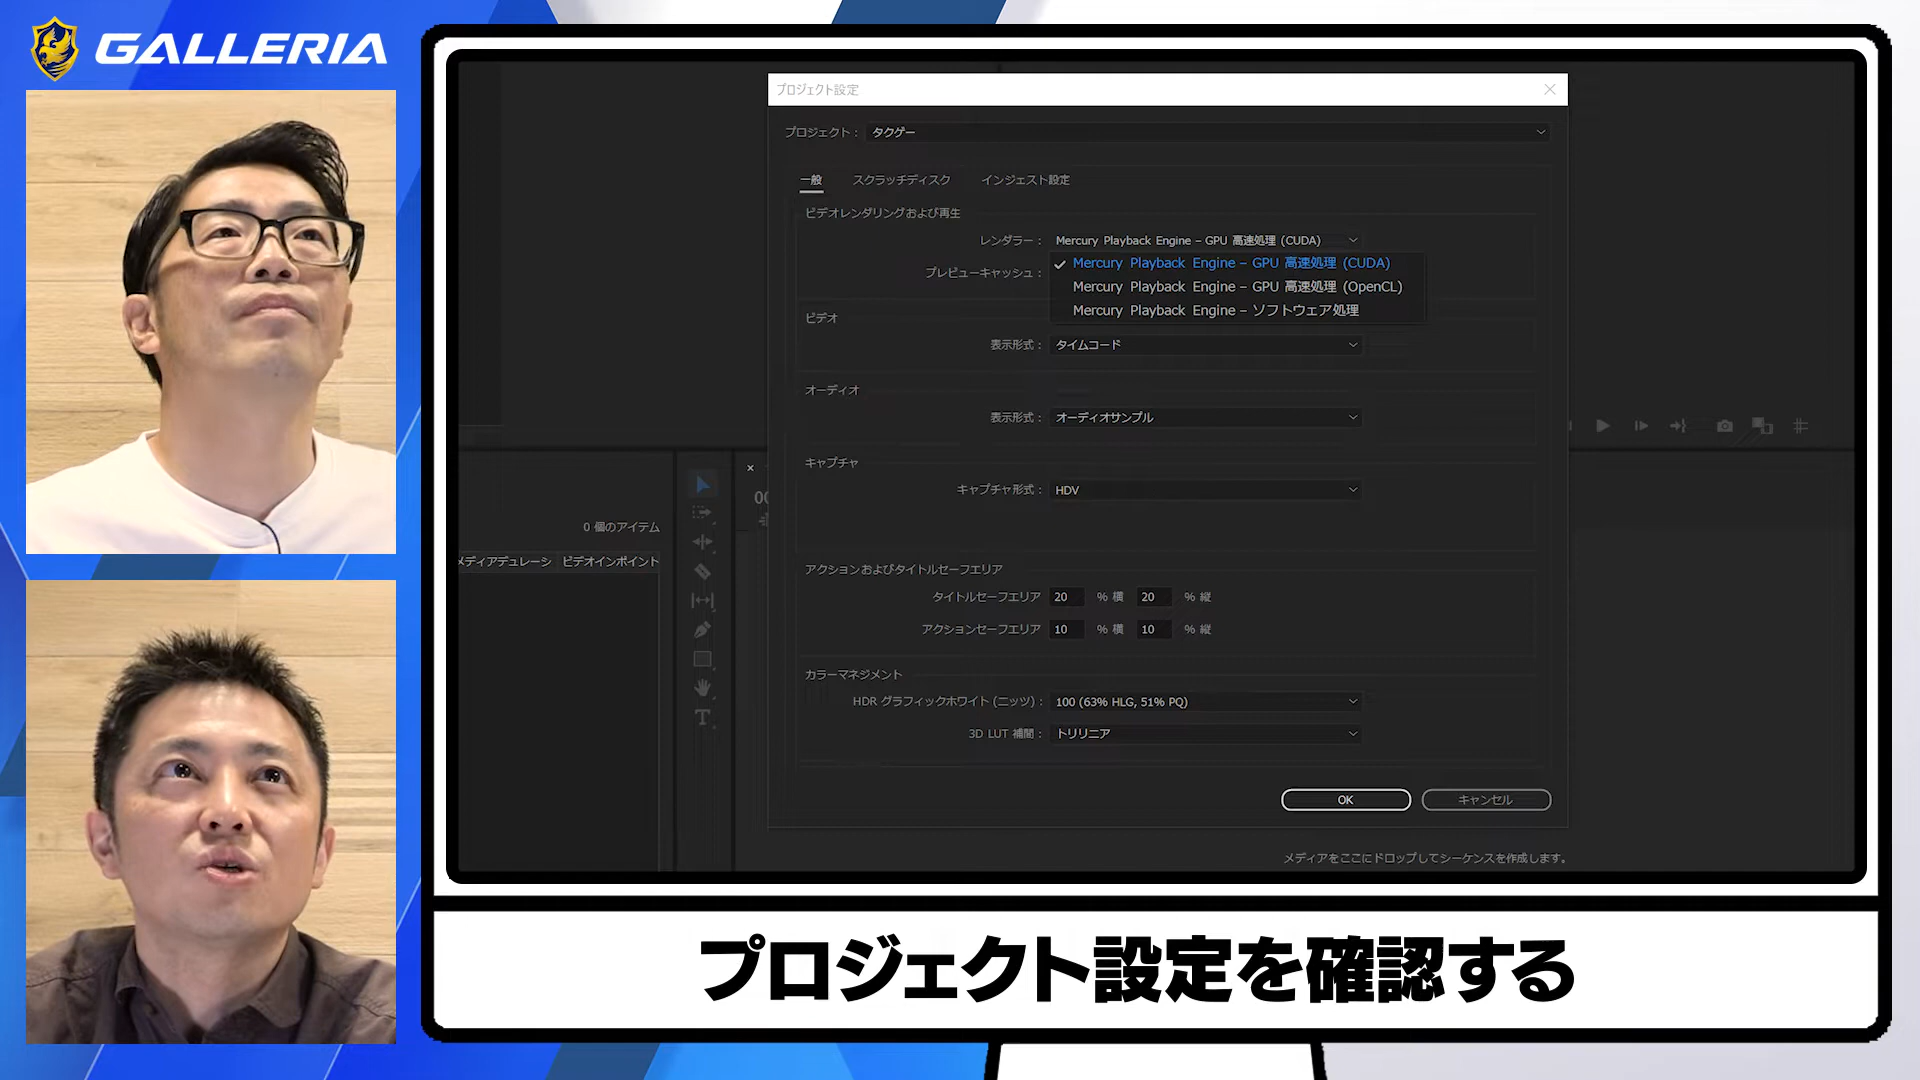 GALLERIA
プロジェクト設定
プロジェクト： タクゲー
一般 スクラッチディスク インジェスト設定
ビデオレンダリングおよび再生
レンダラー： Mercury Playback Engine – GPU 高速処理 (CUDA)
プレビューキャッシュ：
Mercury Playback Engine – GPU 高速処理 (CUDA)
Mercury Playback Engine – GPU 高速処理 (OpenCL)
Mercury Playback Engine – ソフトウェア処理
ビデオ
表示形式： タイムコード
オーディオ
表示形式： オーディオサンプル
キャプチャ
キャプチャ形式： HDV
アクションおよびタイトルセーフエリア
タイトルセーフエリア 20 % 横 20 % 縦
アクションセーフエリア 10 % 横 10 % 縦
カラーマネジメント
HDR グラフィックホワイト (ニッツ)： 100 (63% HLG, 51% PQ)
3D LUT 補間： トリリニア
OK キャンセル
0 個のアイテム
メディアデュレーシ ビデオインポイント
メディアをここにドロップしてシーケンスを作成します。
プロジェクト設定を確認する